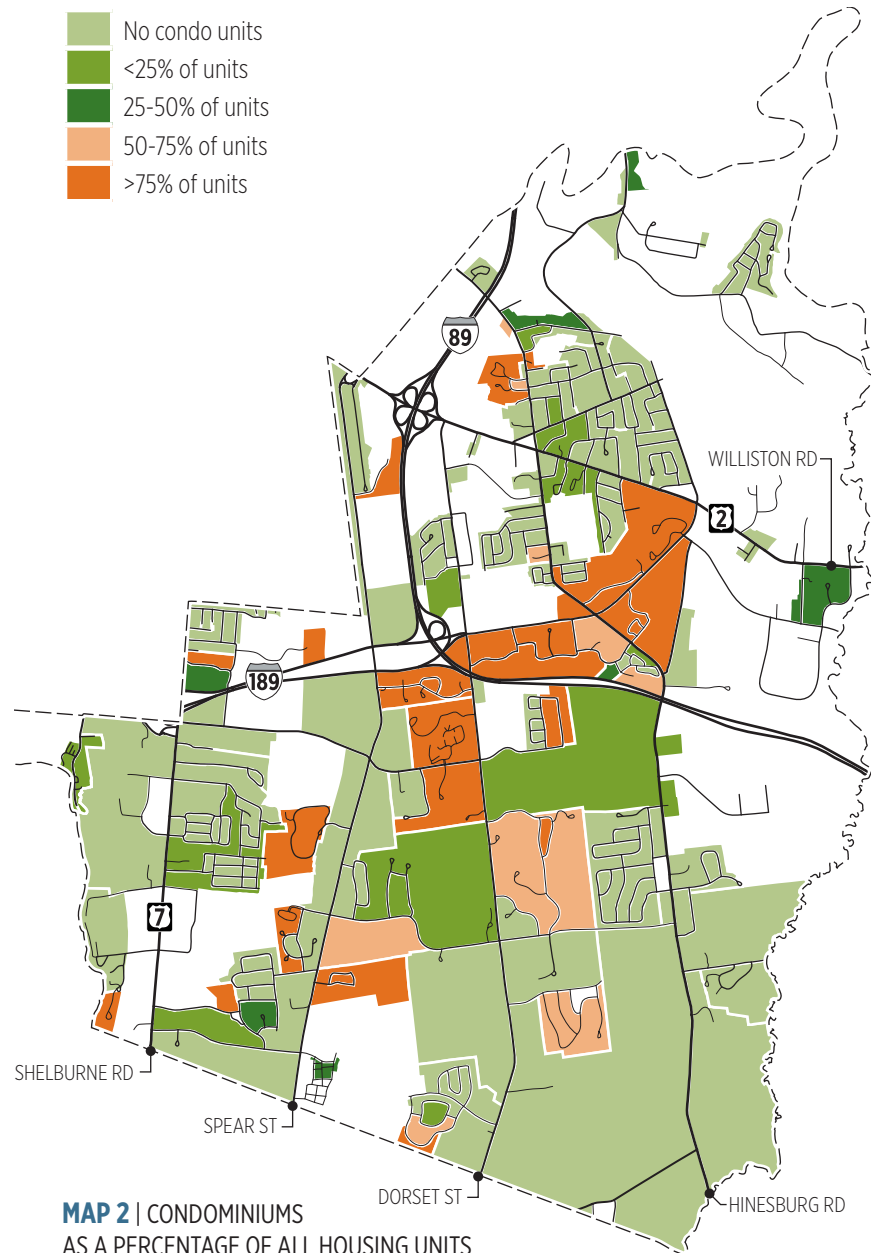 No condo units
<25% of units
25-50% of units
50-75% of units
>75% of units
89
WILLISTON RD
2
189
7
SHELBURNE RD
SPEAR ST
DORSET ST
HINESBURG RD
MAP 2 | CONDOMINIUMS
AS A PERCENTAGE OF ALL HOUSING UNITS